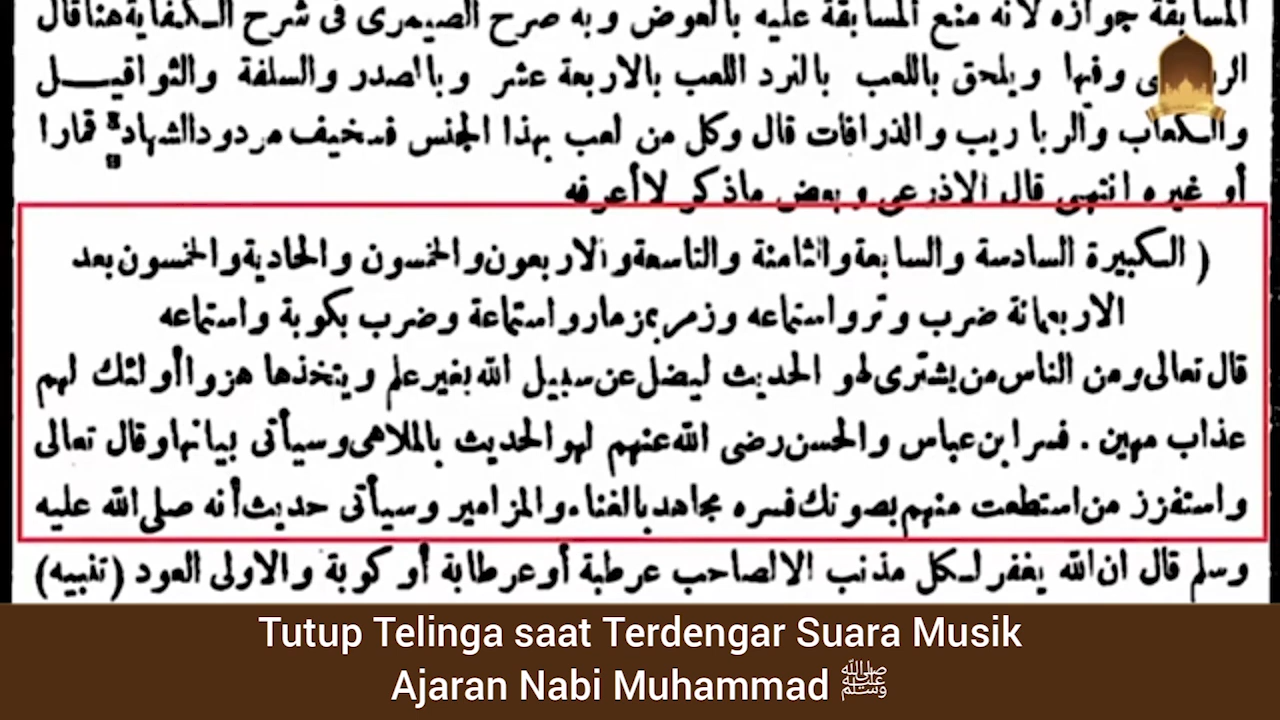 المسابقة جوازه لانه منع المسابقة عليه بالعوض وبه صرح الصيمرى فى شرح الكفاية هنا قال
وفيها ويلحق باللعب بالنرد اللعب بالاربعة عشر وبالصدر والسلفة والثواقيل
والكعاب والربا ريب والذرافات قال وكل من لعب بهذا الجنس فسخيف مردود الشهادة قمارا
أو غيره انتهى قال الاذرعى وبعض ماذكر لا أعرفه
( الكبيرة السادسة والسابعة والثامنة والتاسعة والاربعون والخمسون والحادية والخمسون بعد
الاربعمائة ضرب وتر واستماعه وزمر بمزمار واستماعة وضرب بكوبة واستماعه
قال تعالى ومن الناس من يشترى لهو الحديث ليضل عن سبيل الله بغير علم ويتخذها هزوا أولئك لهم
عذاب مهين . فسر ابن عباس والحسن رضى الله عنهم لهو الحديث بالملاهى وسيأتى بيانها وقال تعالى
واستفزز من استطعت منهم بصوتك فسره مجاهد بالغناء والمزامير وسيأتى حديث أنه صلى الله عليه
وسلم قال ان الله يغفر لكل مذنب الا لصاحب عرطبة أو عرطابة أو كوبة والاولى العود (تنبيه)
Tutup Telinga saat Terdengar Suara Musik
Ajaran Nabi Muhammad ﷺ